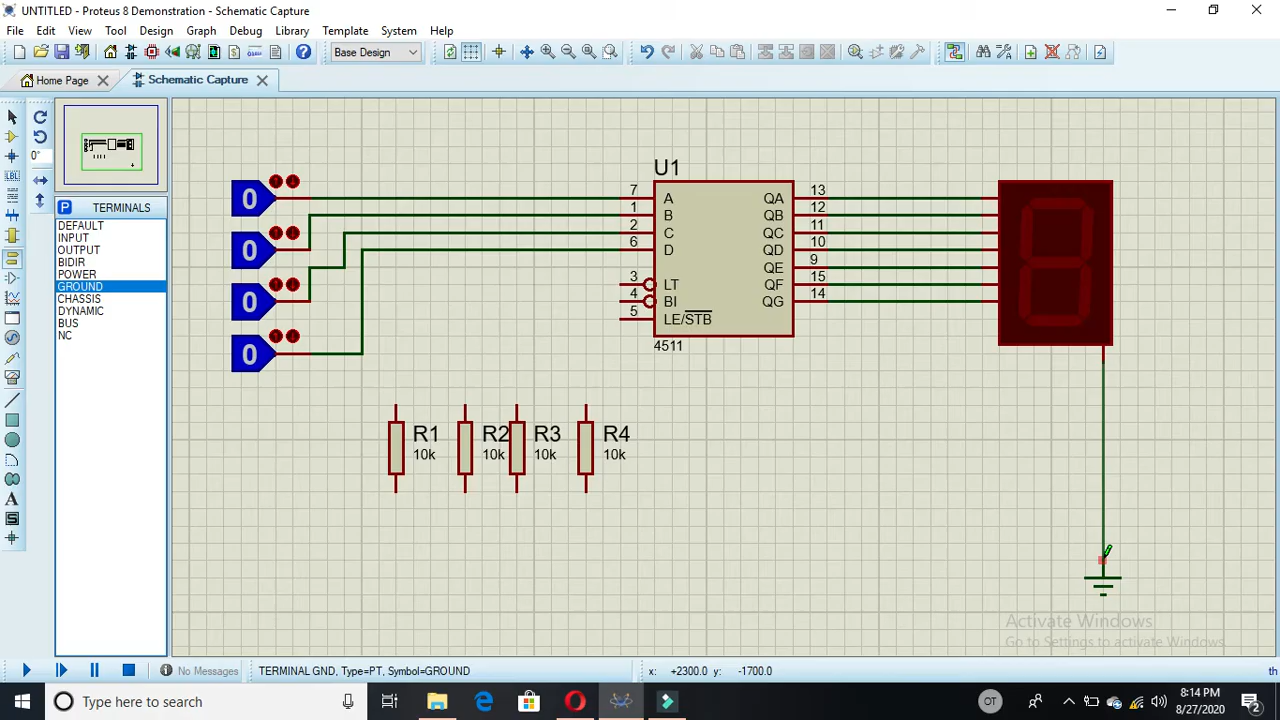 UNTITLED - Proteus 8 Demonstration - Schematic Capture
File Edit View Tool Design Graph Debug Library Template System Help
Base Design
Home Page
Schematic Capture
0°
LBL
P TERMINALS
DEFAULT
INPUT
OUTPUT
BIDIR
POWER
GROUND
CHASSIS
DYNAMIC
BUS
NC
A
S
0
0
0
0
U1
7 A QA 13
1 B QB 12
2 C QC 11
6 D QD 10
QE 9
3 LT QF 15
4 BI QG 14
5 LE/STB
4511
R1
10k
R2
10k
R3
10k
R4
10k
Activate Windows
Go to Settings to activate Windows.
No Messages
TERMINAL GND, Type=PT, Symbol=GROUND
x: +2300.0 y: -1700.0
th
Type here to search
OT
8:14 PM
8/27/2020
2